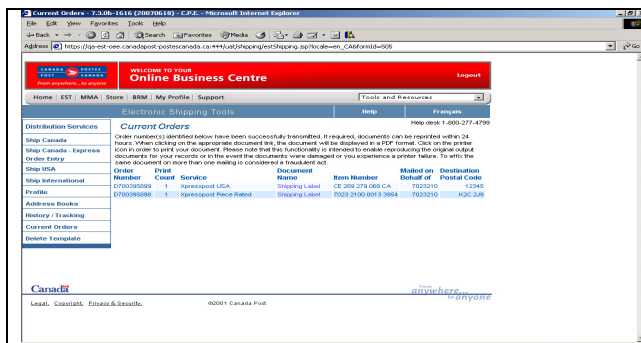 Current Orders - 7.3.0b-1616 (20070618) - C.P.E. - Microsoft Internet Explorer
File Edit View Favorites Tools Help
Back Search Favorites Media
Address https://qa-est-oee.canadapost-postescanada.ca:444/uat/shipping/estShipping.jsp?locale=en_CA&formId=505 Go
CANADA POSTES
POST CANADA
From anywhere... to anyone
WELCOME TO YOUR
Online Business Centre
Logout
Home | EST | MMA | Store | BRM | My Profile | Support
Tools and Resources
Electronic Shipping Tools Help Français
Help desk 1-800-277-4799
Distribution Services
Ship Canada
Ship Canada - Express Order Entry
Ship USA
Ship International
Profile
Address Books
History / Tracking
Current Orders
Delete Template
Current Orders
Order number(s) identified below have been successfully transmitted. If required, documents can be reprinted within 24
hours. When clicking on the appropriate document link, the document will be displayed in a PDF format. Click on the printer
icon in order to print your document. Please note that this functionality is intended to enable reproducing the original output
documents for your records or in the event the documents were damaged or you experience a printer failure. To affix the
same document on more than one mailing is considered a fraudulent act.
Order Number Print Count Service Document Name Item Number Mailed on Behalf of Destination Postal Code
D700395899 1 Xpresspost USA Shipping Label CE 269 279 068 CA 7023210 12345
D700395898 1 Xpresspost Piece Rated Shipping Label 7023 2100 0013 3954 7023210 K2C 2J9
Canada
From
anywhere...
to anyone
Legal, Copyright, Privacy & Security. ©2001 Canada Post